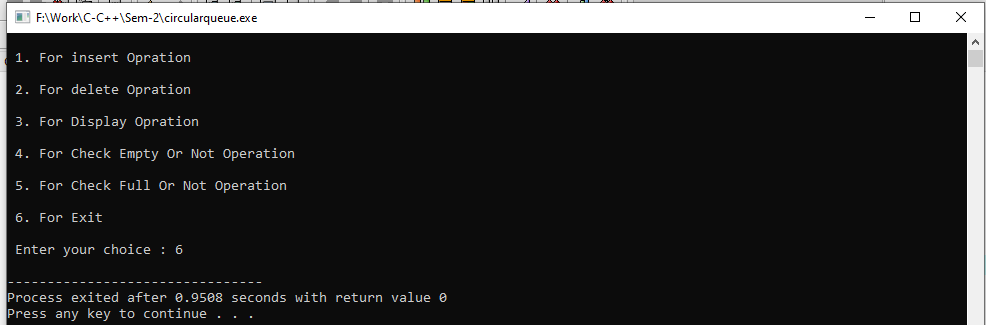 F:\Work\C-C++\Sem-2\circularqueue.exe
1. For insert Opration
2. For delete Opration
3. For Display Opration
4. For Check Empty Or Not Operation
5. For Check Full Or Not Operation
6. For Exit
Enter your choice : 6
--------------------------------
Process exited after 0.9508 seconds with return value 0
Press any key to continue . . .